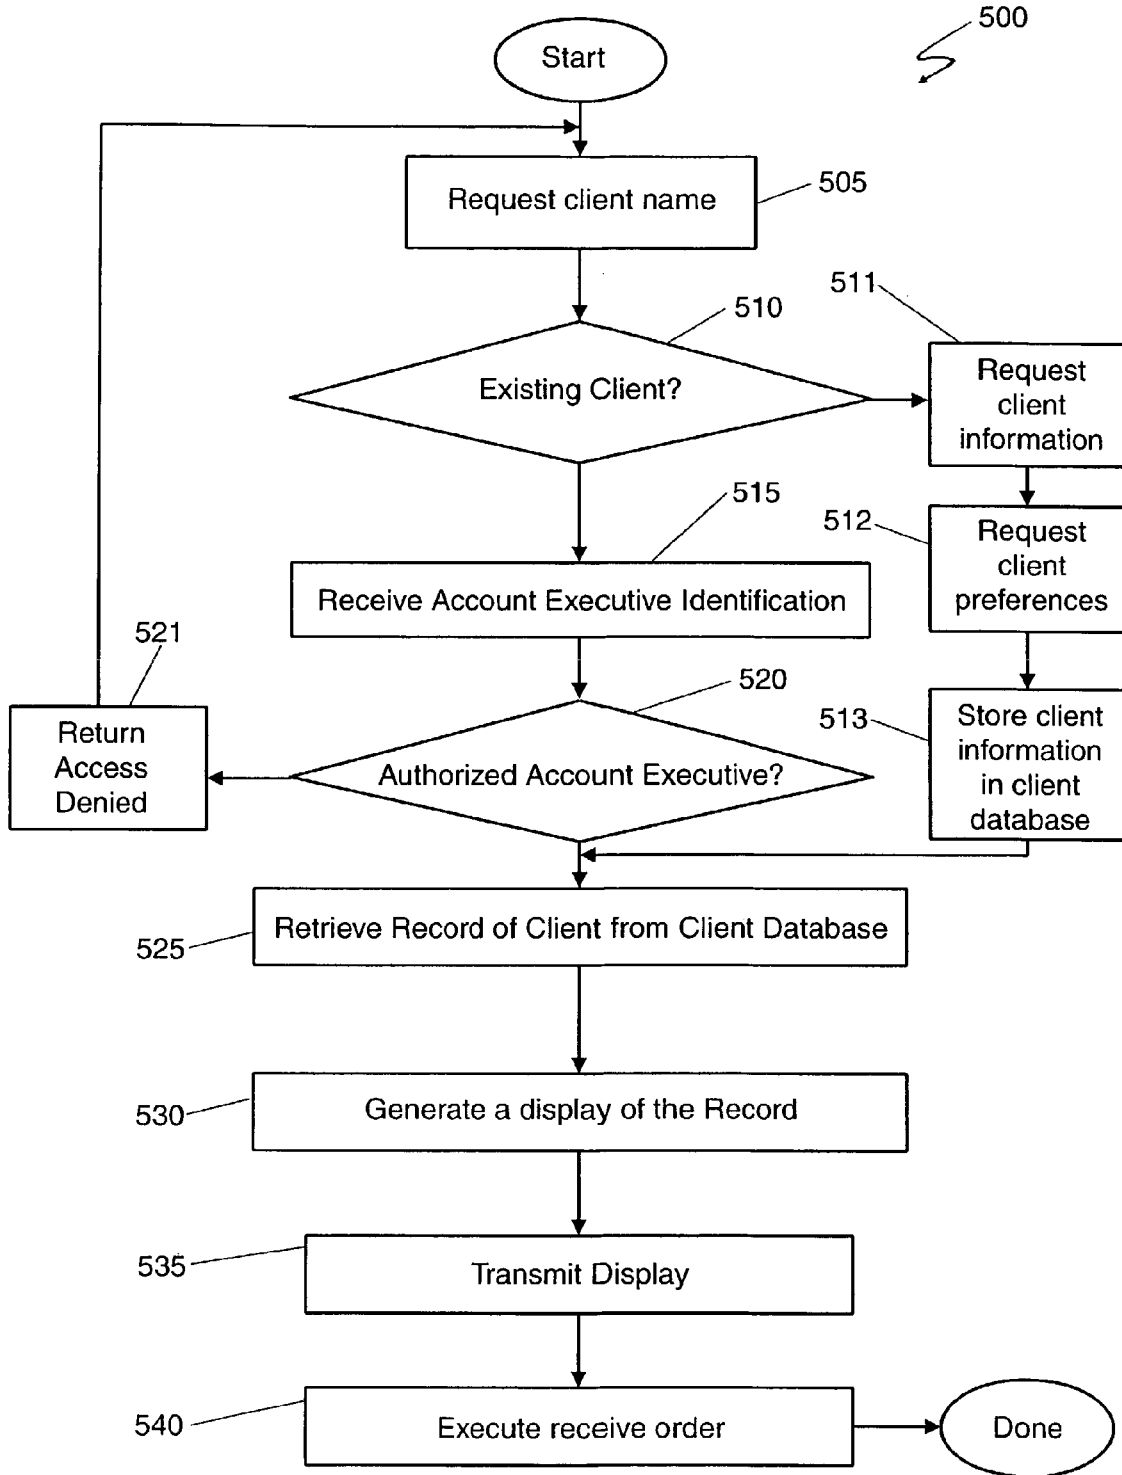 500
Start
Request client name
505
510
Existing Client?
511
Request
client
information
515
512
Request
client
preferences
Receive Account Executive Identification
521
Return
Access
Denied
520
Authorized Account Executive?
513
Store client
information
in client
database
Retrieve Record of Client from Client Database
525
Generate a display of the Record
530
Transmit Display
535
Execute receive order
540
Done